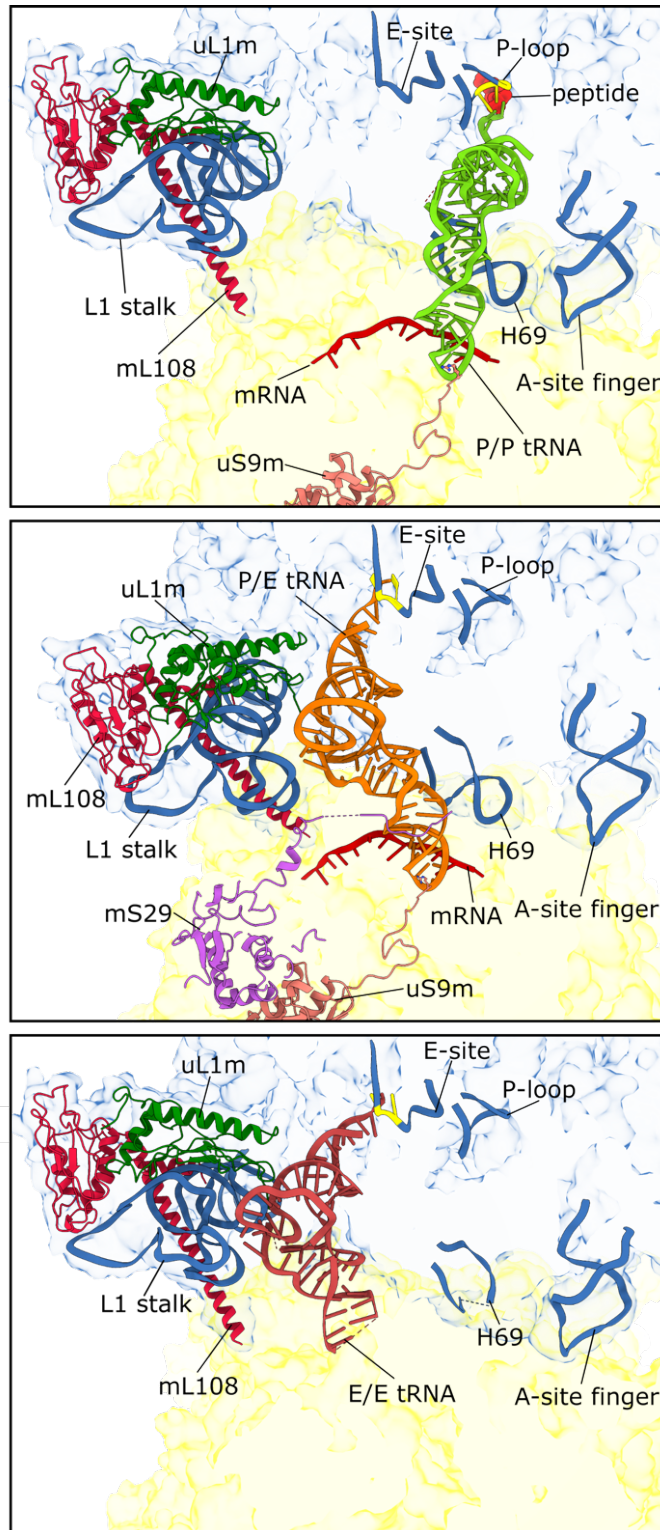 uL1m
E-site
P-loop
peptide
L1 stalk
mL108
H69
A-site finger
mRNA
P/P tRNA
uS9m
E-site
P/E tRNA
P-loop
uL1m
mL108
L1 stalk
H69
A-site finger
mRNA
mS29
uS9m
E-site
uL1m
P-loop
L1 stalk
H69
mL108
E/E tRNA
A-site finger